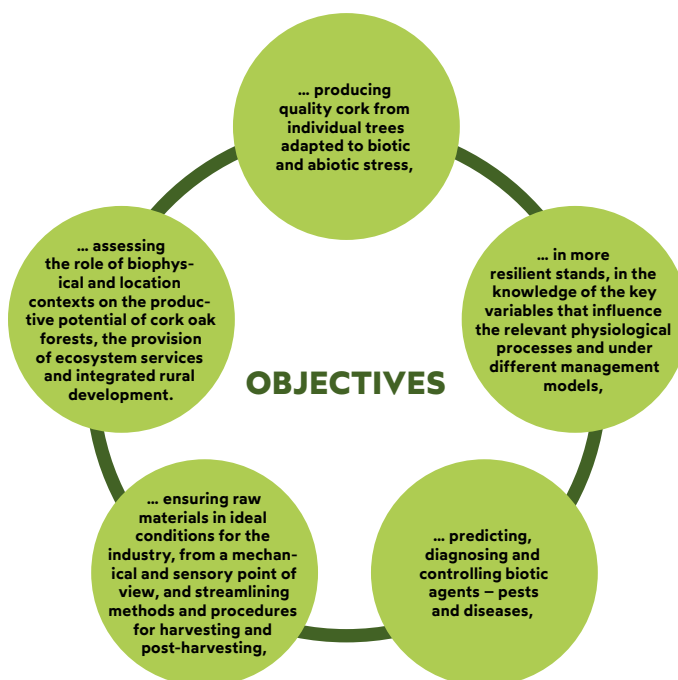 ... producing
quality cork from
individual trees
adapted to biotic
and abiotic stress,
... in more
resilient stands, in the
knowledge of the key
variables that influence
the relevant physiological
processes and under
different management
models,
... predicting,
diagnosing and
controlling biotic
agents – pests
and diseases,
... ensuring raw
materials in ideal
conditions for the
industry, from a mechan-
ical and sensory point of
view, and streamlining
methods and procedures
for harvesting and
post-harvesting,
... assessing
the role of biophys-
ical and location
contexts on the produc-
tive potential of cork oak
forests, the provision
of ecosystem services
and integrated rural
development.
OBJECTIVES